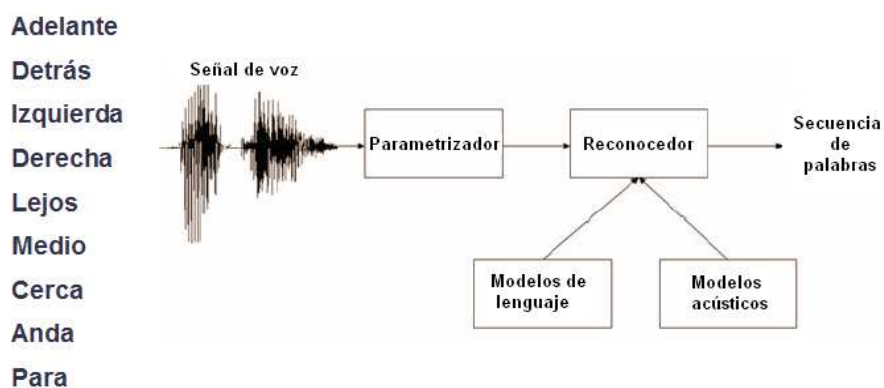 Adelante
Detrás
Izquierda
Derecha
Lejos
Medio
Cerca
Anda
Para
Señal de voz
Parametrizador
Reconocedor
Secuencia
de
palabras
Modelos de
lenguaje
Modelos
acústicos